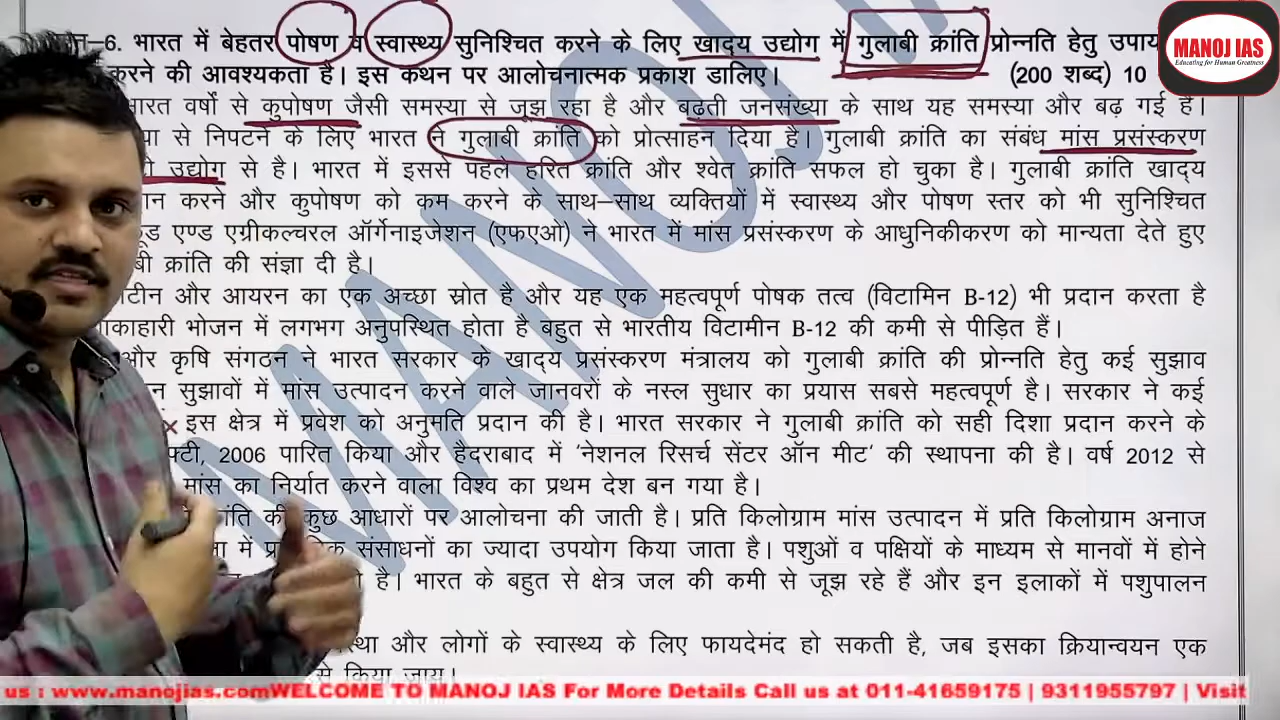 –6. भारत में बेहतर पोषण व स्वास्थ्य सुनिश्चित करने के लिए खाद्य उद्योग में गुलाबी क्रांति प्रोन्नति हेतु
करने की आवश्यकता है। इस कथन पर आलोचनात्मक प्रकाश डालिए। (200 शब्द) 10
वर्षों से कुपोषण जैसी समस्या से जूझ रहा है और बढ़ती जनसंख्या के साथ यह समस्या और बढ़ गई है।
से निपटने के लिए भारत ने गुलाबी क्रांति को प्रोत्साहन दिया है। गुलाबी क्रांति का संबंध मांस प्रसंस्करण
उद्योग से है। भारत में इससे पहले हरित क्रांति और श्वेत क्रांति सफल हो चुका है। गुलाबी क्रांति खाद्य
करने और कुपोषण को कम करने के साथ–साथ व्यक्तियों में स्वास्थ्य और पोषण स्तर को भी सुनिश्चित
एण्ड एग्रीकल्चरल ऑर्गेनाइजेशन (एफएओ) ने भारत में मांस प्रसंस्करण के आधुनिकीकरण को मान्यता देते हुए
क्रांति की संज्ञा दी है।
और आयरन का एक अच्छा स्रोत है और यह एक महत्वपूर्ण पोषक तत्व (विटामिन B-12) भी प्रदान करता है
भोजन में लगभग अनुपस्थित होता है बहुत से भारतीय विटामीन B-12 की कमी से पीड़ित हैं।
और कृषि संगठन ने भारत सरकार के खाद्य प्रसंस्करण मंत्रालय को गुलाबी क्रांति की प्रोन्नति हेतु कई सुझाव
सुझावों में मांस उत्पादन करने वाले जानवरों के नस्ल सुधार का प्रयास सबसे महत्वपूर्ण है। सरकार ने कई
इस क्षेत्र में प्रवेश को अनुमति प्रदान की है। भारत सरकार ने गुलाबी क्रांति को सही दिशा प्रदान करने के
2006 पारित किया और हैदराबाद में 'नेशनल रिसर्च सेंटर ऑन मीट' की स्थापना की है। वर्ष 2012 से
मांस का निर्यात करने वाला विश्व का प्रथम देश बन गया है।
की कुछ आधारों पर आलोचना की जाती है। प्रति किलोग्राम मांस उत्पादन में प्रति किलोग्राम अनाज
में संसाधनों का ज्यादा उपयोग किया जाता है। पशुओं व पक्षियों के माध्यम से मानवों में होने
है। भारत के बहुत से क्षेत्र जल की कमी से जूझ रहे हैं और इन इलाकों में पशुपालन
और लोगों के स्वास्थ्य के लिए फायदेमंद हो सकती है, जब इसका क्रियान्वयन एक
से किया जाय।
MANOJ
MANOJ IAS
Educating for Human Greatness
us : www.manojias.comWELCOME TO MANOJ IAS For More Details Call us at 011-41659175 | 9311955797 | Visit